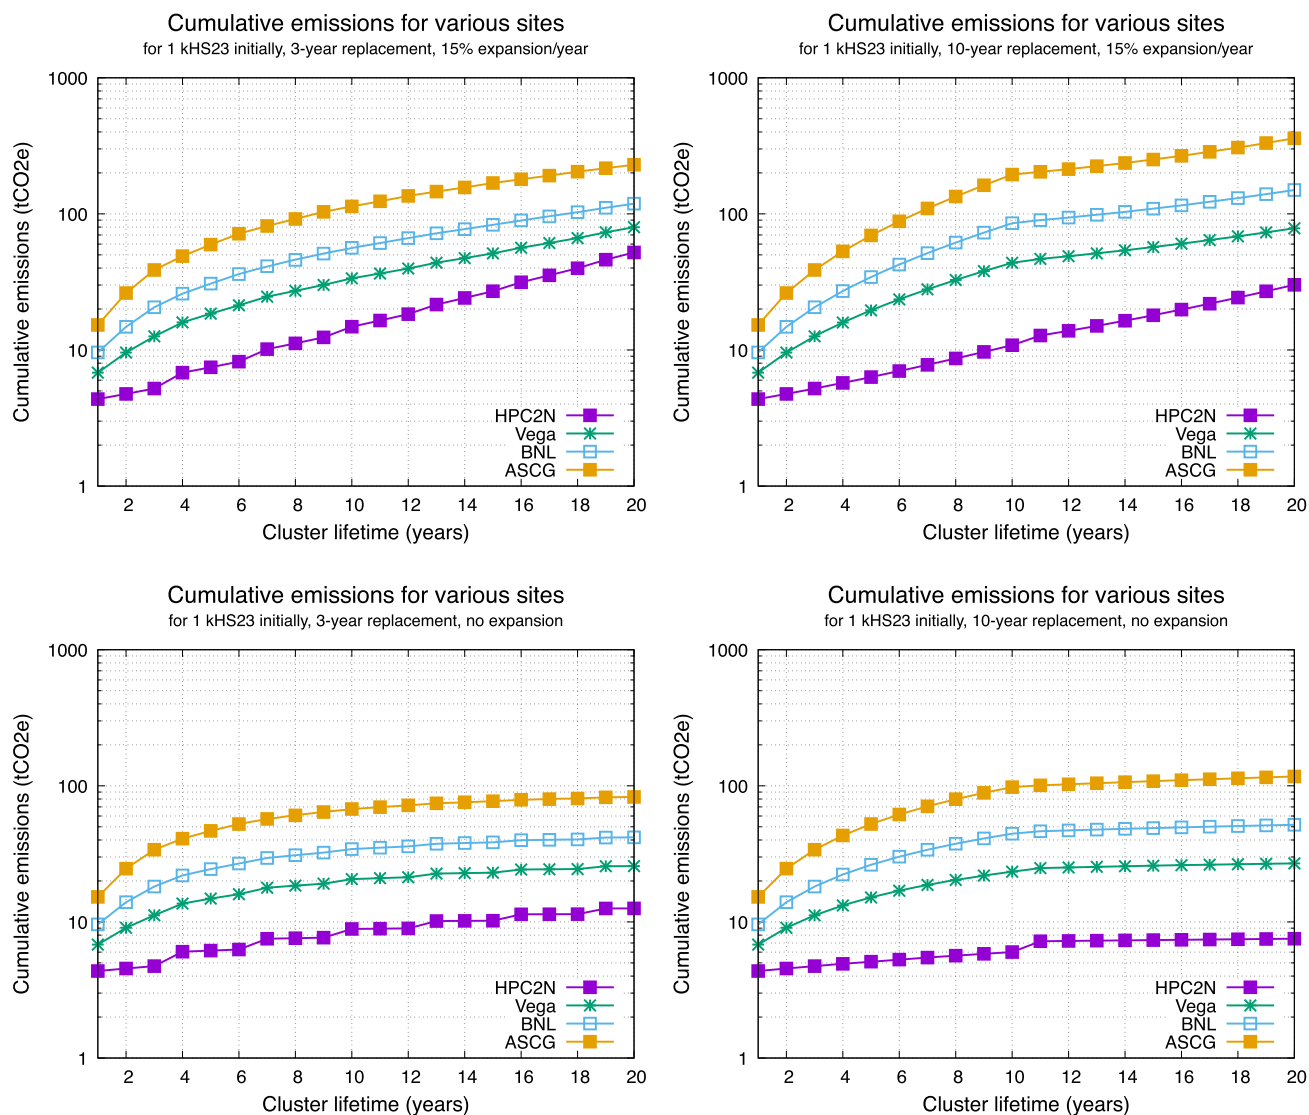 Cumulative emissions for various sites
for 1 kHS23 initially, 3-year replacement, 15% expansion/year
1000
100
10
1
Cumulative emissions (tCO2e)
HPC2N
Vega
BNL
ASCG
2 4 6 8 10 12 14 16 18 20
Cluster lifetime (years)
Cumulative emissions for various sites
for 1 kHS23 initially, 10-year replacement, 15% expansion/year
1000
100
10
1
Cumulative emissions (tCO2e)
HPC2N
Vega
BNL
ASCG
2 4 6 8 10 12 14 16 18 20
Cluster lifetime (years)
Cumulative emissions for various sites
for 1 kHS23 initially, 3-year replacement, no expansion
1000
100
10
1
Cumulative emissions (tCO2e)
HPC2N
Vega
BNL
ASCG
2 4 6 8 10 12 14 16 18 20
Cluster lifetime (years)
Cumulative emissions for various sites
for 1 kHS23 initially, 10-year replacement, no expansion
1000
100
10
1
Cumulative emissions (tCO2e)
HPC2N
Vega
BNL
ASCG
2 4 6 8 10 12 14 16 18 20
Cluster lifetime (years)